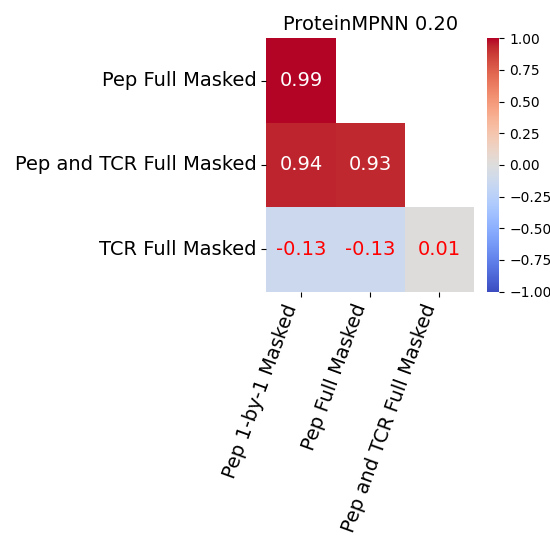 ProteinMPNN 0.20
Pep Full Masked
0.99
Pep and TCR Full Masked
0.94 0.93
TCR Full Masked
-0.13 -0.13 0.01
Pep 1-by-1 Masked
Pep Full Masked
Pep and TCR Full Masked
1.00
0.75
0.50
0.25
0.00
−0.25
−0.50
−0.75
−1.00